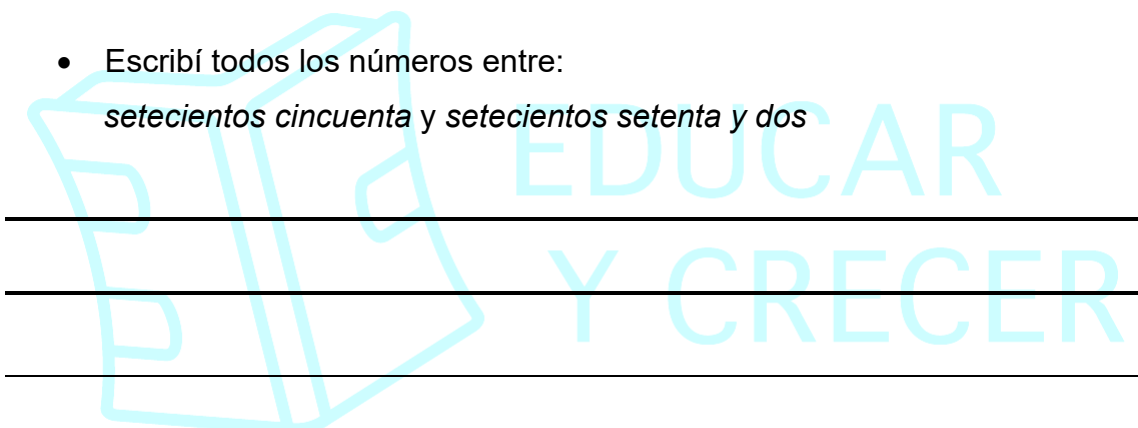 • Escribí todos los números entre:
setecientos cincuenta y setecientos setenta y dos
EDUCAR
Y CRECER